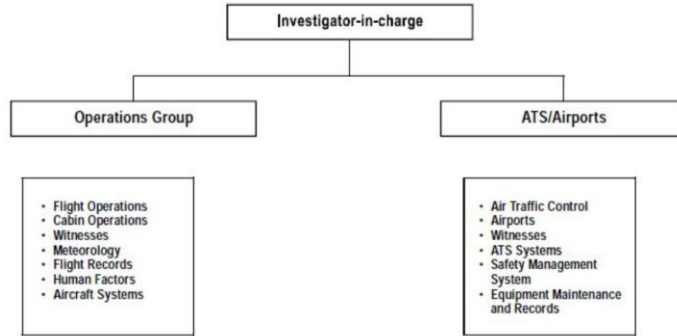 Investigator-in-charge
Operations Group
ATS/Airports
• Flight Operations
• Cabin Operations
• Witnesses
• Meteorology
• Flight Records
• Human Factors
• Aircraft Systems
• Air Traffic Control
• Airports
• Witnesses
• ATS Systems
• Safety Management
System
• Equipment Maintenance
and Records